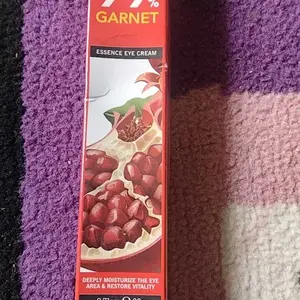 %
GARNET
ESSENCE EYE CREAM
DEEPLY MOISTURIZE THE EYE
AREA & RESTORE VITALITY